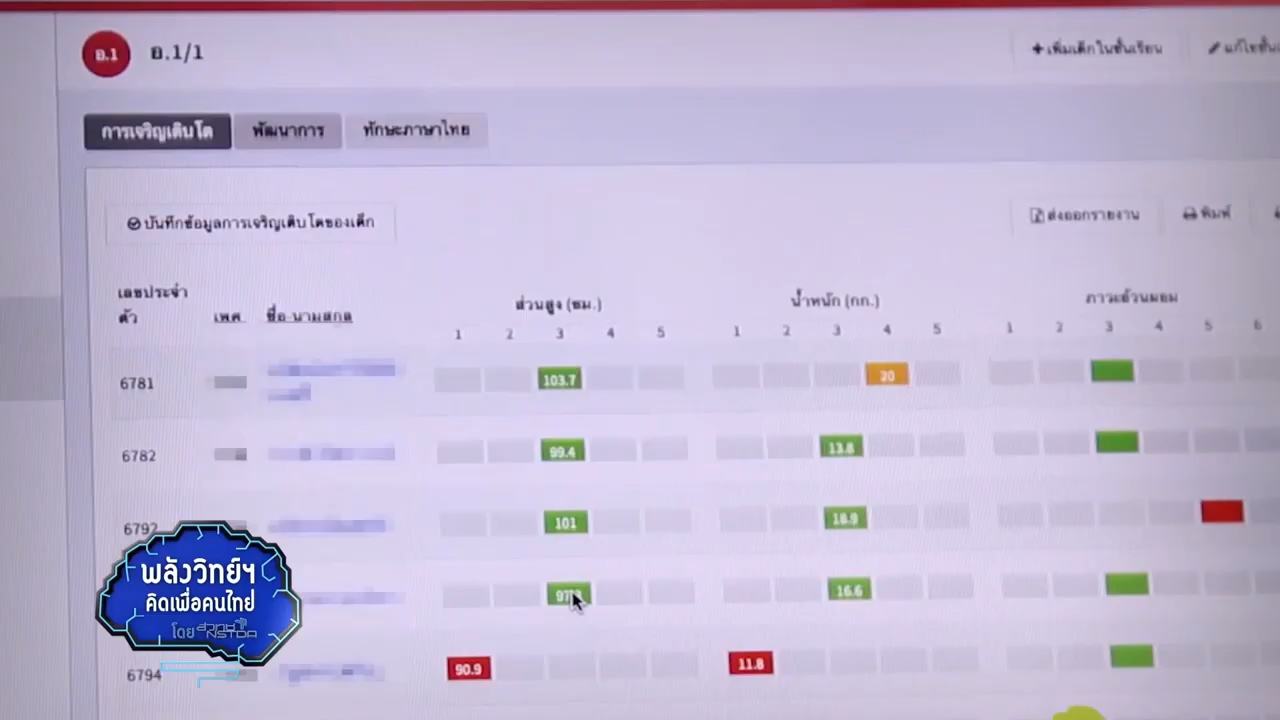 อ.1 อ.1/1
เพิ่มเด็กในชั้นเรียน
การเจริญเติบโต พัฒนาการ ทักษะภาษาไทย
บันทึกข้อมูลการเจริญเติบโตของเด็ก ส่งออกรายงาน พิมพ์
เลขประจำ
ตัว เพศ ชื่อ-นามสกุล ส่วนสูง (ซม.) น้ำหนัก (กก.) ภาวะอ้วนผอม
1 2 3 4 5 1 2 3 4 5 1 2 3 4 5 6
6781 103.7 20
6782 99.4 13.8
6792 101 18.9
16.6
6794 90.9 11.8
พลังวิทย์ฯ
คิดเพื่อคนไทย
โดย สวทช NSTDA